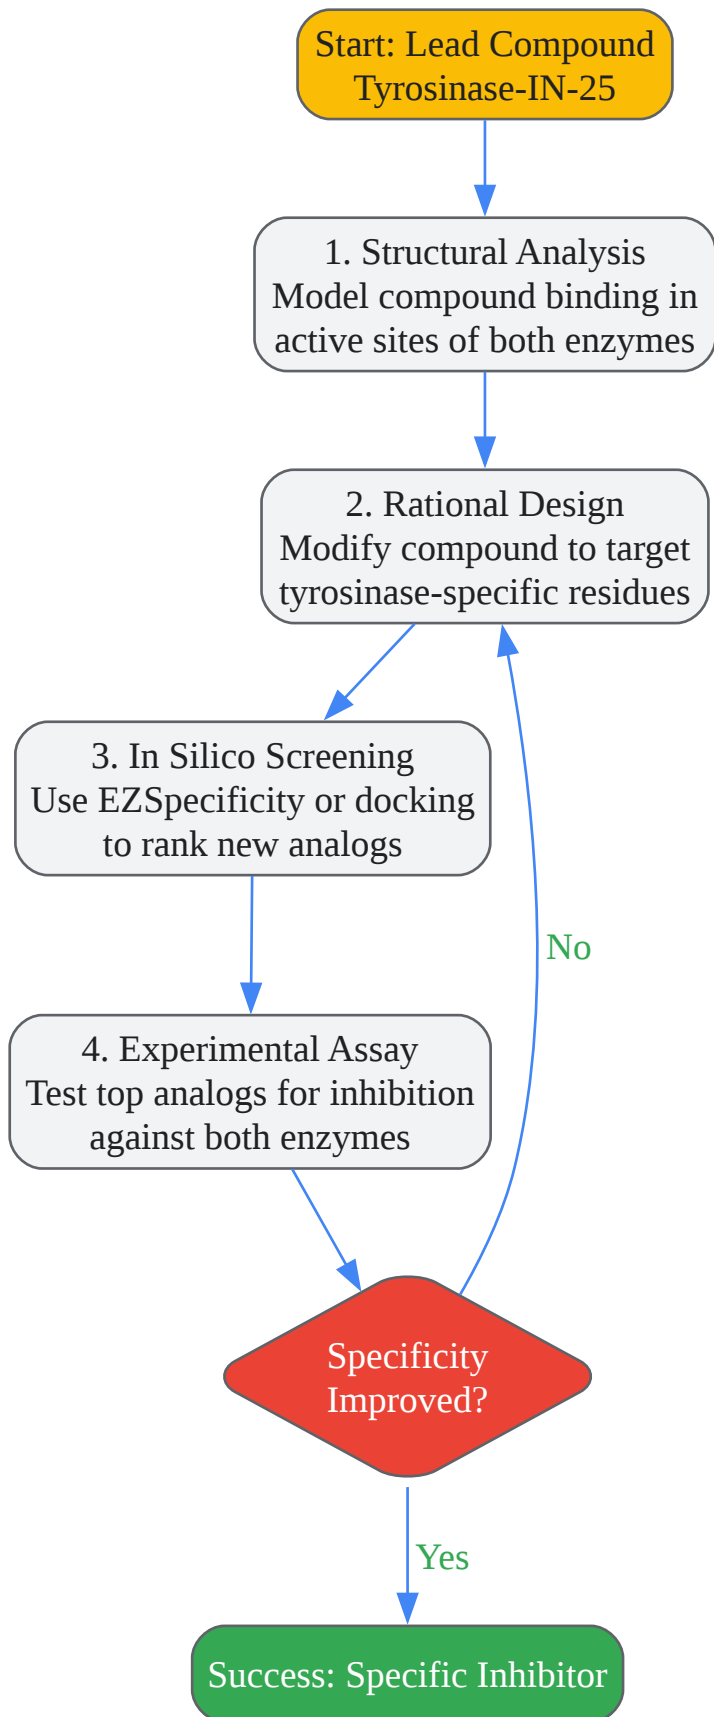 Start: Lead Compound
Tyrosinase-IN-25
1. Structural Analysis
Model compound binding in
active sites of both enzymes
2. Rational Design
Modify compound to target
tyrosinase-specific residues
3. In Silico Screening
Use EZSpecificity or docking
to rank new analogs
No
4. Experimental Assay
Test top analogs for inhibition
against both enzymes
Specificity
Improved?
Yes
Success: Specific Inhibitor